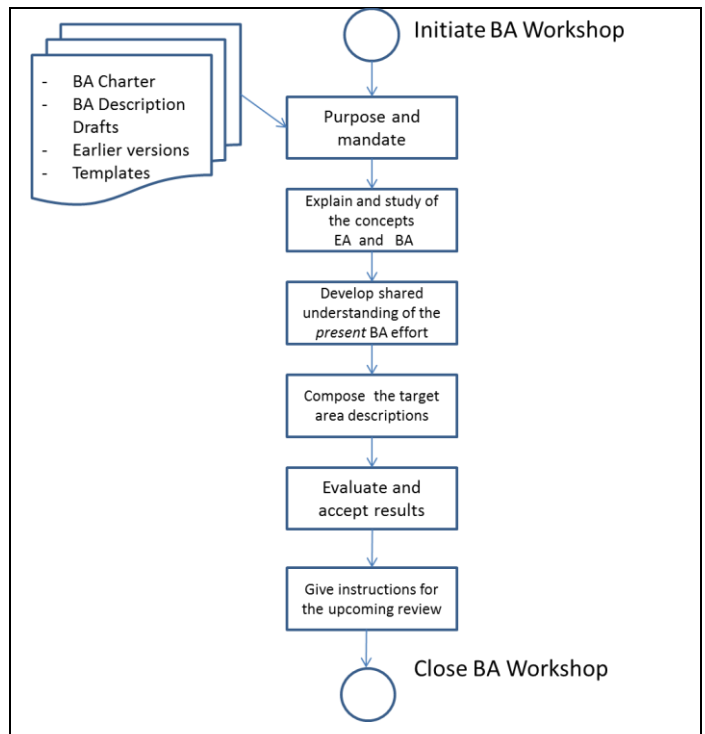 Initiate BA Workshop
- BA Charter
- BA Description
Drafts
- Earlier versions
- Templates
Purpose and
mandate
Explain and study of
the concepts
EA and BA
Develop shared
understanding of the
present BA effort
Compose the target
area descriptions
Evaluate and
accept results
Give instructions for
the upcoming review
Close BA Workshop